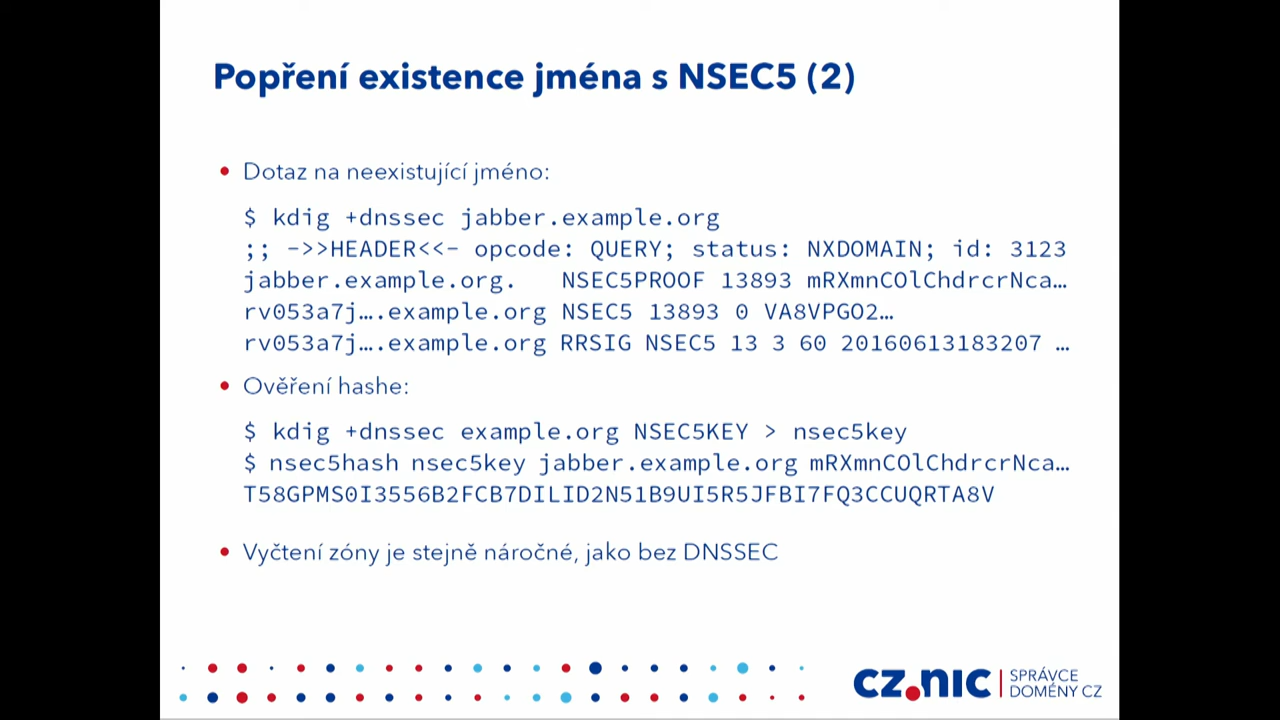 Popření existence jména s NSEC5 (2)
• Dotaz na neexistující jméno:
$ kdig +dnssec jabber.example.org
;; ->>HEADER<<- opcode: QUERY; status: NXDOMAIN; id: 3123
jabber.example.org. NSEC5PROOF 13893 mRXmnCOlChdrcrNca…
rv053a7j….example.org NSEC5 13893 0 VA8VPGO2…
rv053a7j….example.org RRSIG NSEC5 13 3 60 20160613183207 …
• Ověření hashe:
$ kdig +dnssec example.org NSEC5KEY > nsec5key
$ nsec5hash nsec5key jabber.example.org mRXmnCOlChdrcrNca…
T58GPMS0I3556B2FCB7DILID2N51B9UI5R5JFBI7FQ3CCUQRTA8V
• Vyčtení zóny je stejně náročné, jako bez DNSSEC
CZ.NIC | SPRÁVCE
DOMÉNY CZ